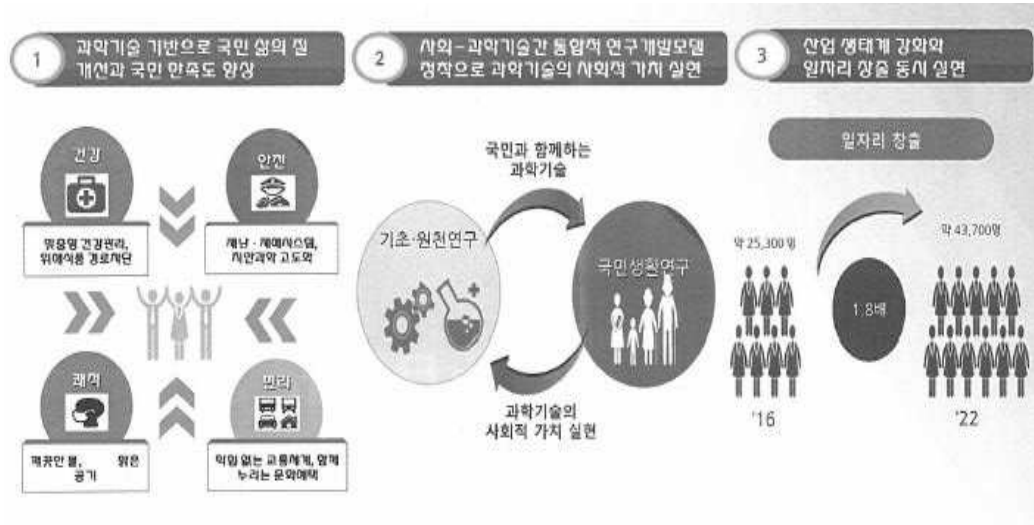 1
과학기술 기반으로 국민 삶의 질
개선과 국민 만족도 향상
2
사회-과학기술간 통합적 연구개발모델
정착으로 과학기술의 사회적 가치 실현
3
산업 생태계 강화와
일자리 창출 동시 실현
건강
맞춤형 건강관리,
위해식품 경로차단
안전
재난·재해시스템,
치안과학 고도화
쾌적
깨끗한 물, 맑은
공기
편리
막힘 없는 교통체계, 함께
누리는 문화혜택
국민과 함께하는
과학기술
기초·원천연구
국민생활연구
과학기술의
사회적 가치 실현
일자리 창출
약 25,300명
약 43,700명
1.8배
'16
'22